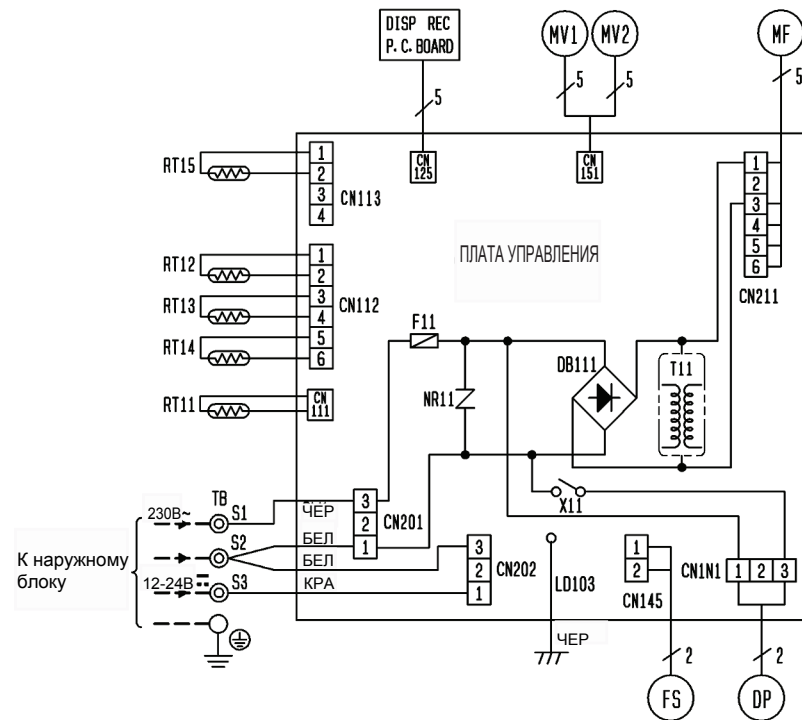 DISP REC
P.C.BOARD
MV1
MV2
MF
5
5
5
5
RT15
1
2
3
4
CN113
CN
125
CN
151
1
2
3
4
5
6
CN211
ПЛАТА УПРАВЛЕНИЯ
RT12
RT13
RT14
1
2
3
4
5
6
CN112
RT11
CN
111
F11
NR11
DB111
T11
X11
230В~
TB
S1
ЧЕР
3
2
1
CN201
S2
БЕЛ
БЕЛ
К наружному
блоку
12-24В
S3
КРА
3
2
1
CN202
LD103
ЧЕР
1
2
CN145
CN1N1
1
2
3
2
2
FS
DP